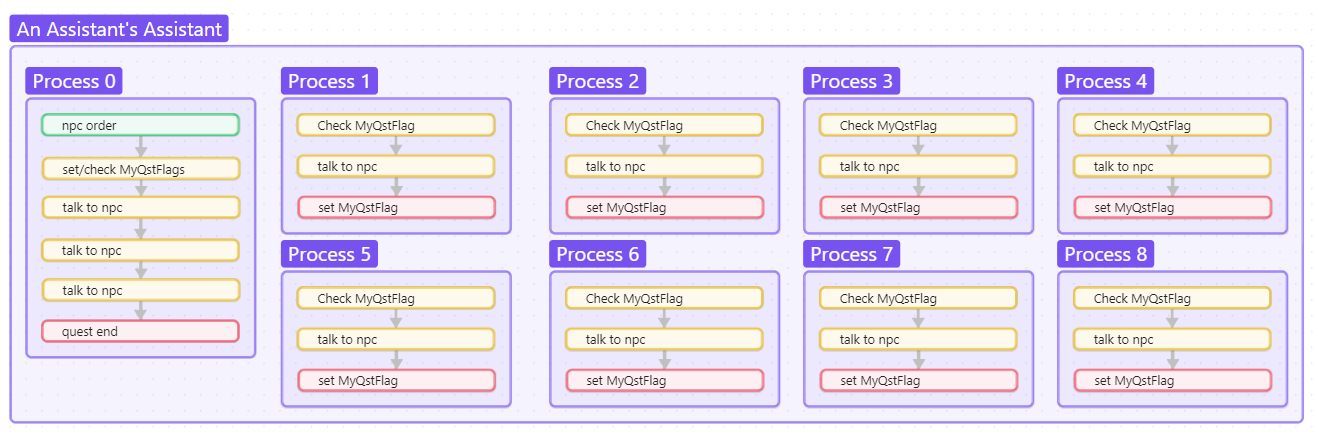 An Assistant's Assistant
Process 0
npc order
set/check MyQstFlags
talk to npc
talk to npc
talk to npc
quest end
Process 1
Check MyQstFlag
talk to npc
set MyQstFlag
Process 2
Check MyQstFlag
talk to npc
set MyQstFlag
Process 3
Check MyQstFlag
talk to npc
set MyQstFlag
Process 4
Check MyQstFlag
talk to npc
set MyQstFlag
Process 5
Check MyQstFlag
talk to npc
set MyQstFlag
Process 6
Check MyQstFlag
talk to npc
set MyQstFlag
Process 7
Check MyQstFlag
talk to npc
set MyQstFlag
Process 8
Check MyQstFlag
talk to npc
set MyQstFlag